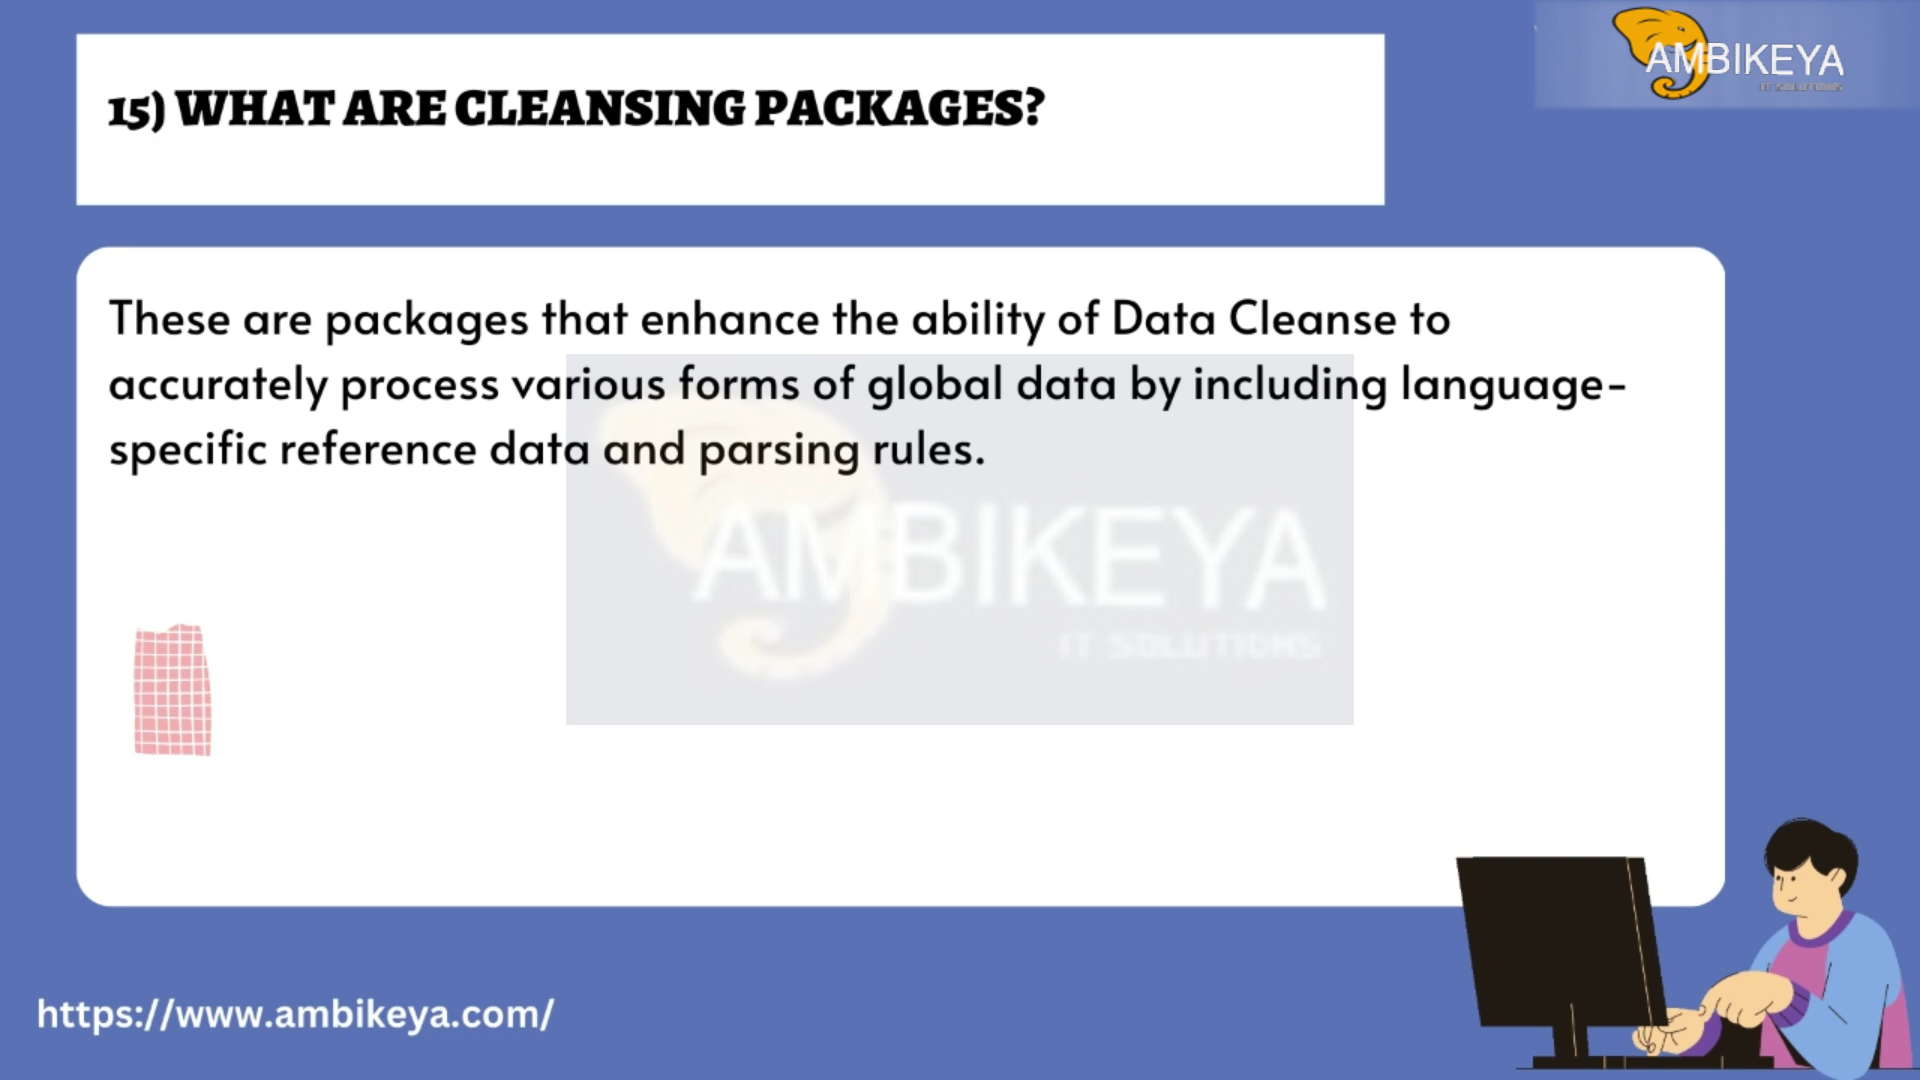 AMBIKEYA
IT SOLUTIONS
15) WHAT ARE CLEANSING PACKAGES?
These are packages that enhance the ability of Data Cleanse to
accurately process various forms of global data by including language-
specific reference data and parsing rules.
AMBIKEYA
IT SOLUTIONS
https://www.ambikeya.com/